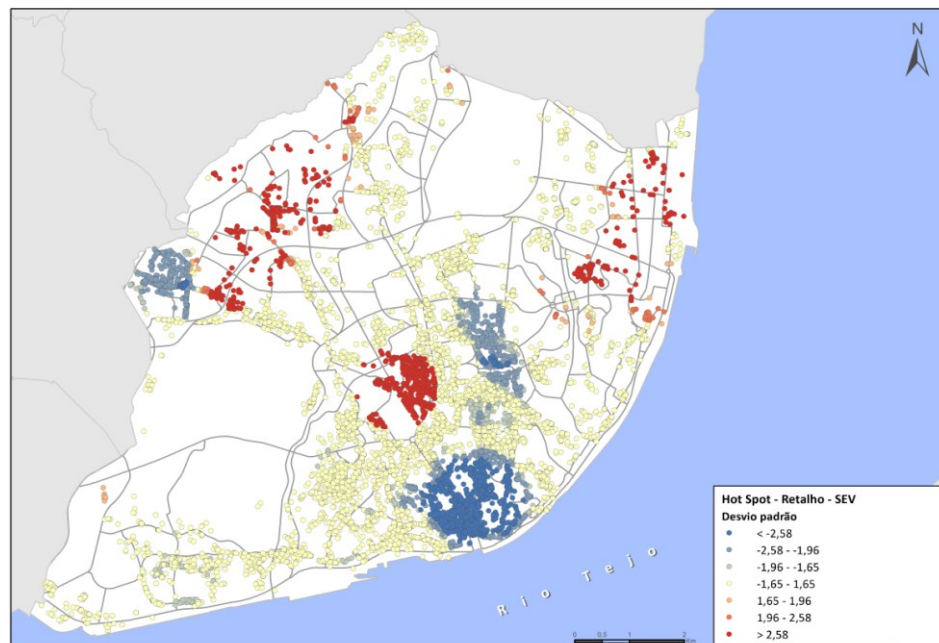 N
Hot Spot - Retalho - SEV
Desvio padrão
< -2,58
-2,58 - -1,96
-1,96 - -1,65
-1,65 - 1,65
1,65 - 1,96
1,96 - 2,58
> 2,58
Rio Tejo
0 0,5 1 2
Km